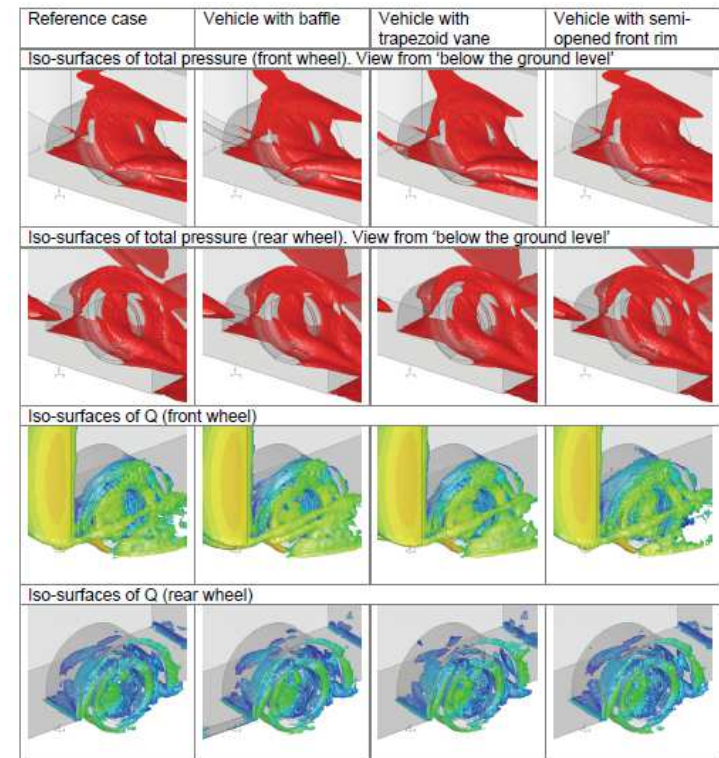 Reference case
Vehicle with baffle
Vehicle with
trapezoid vane
Vehicle with semi-
opened front rim
Iso-surfaces of total pressure (front wheel). View from ‘below the ground level’
Iso-surfaces of total pressure (rear wheel). View from ‘below the ground level’
Iso-surfaces of Q (front wheel)
Iso-surfaces of Q (rear wheel)